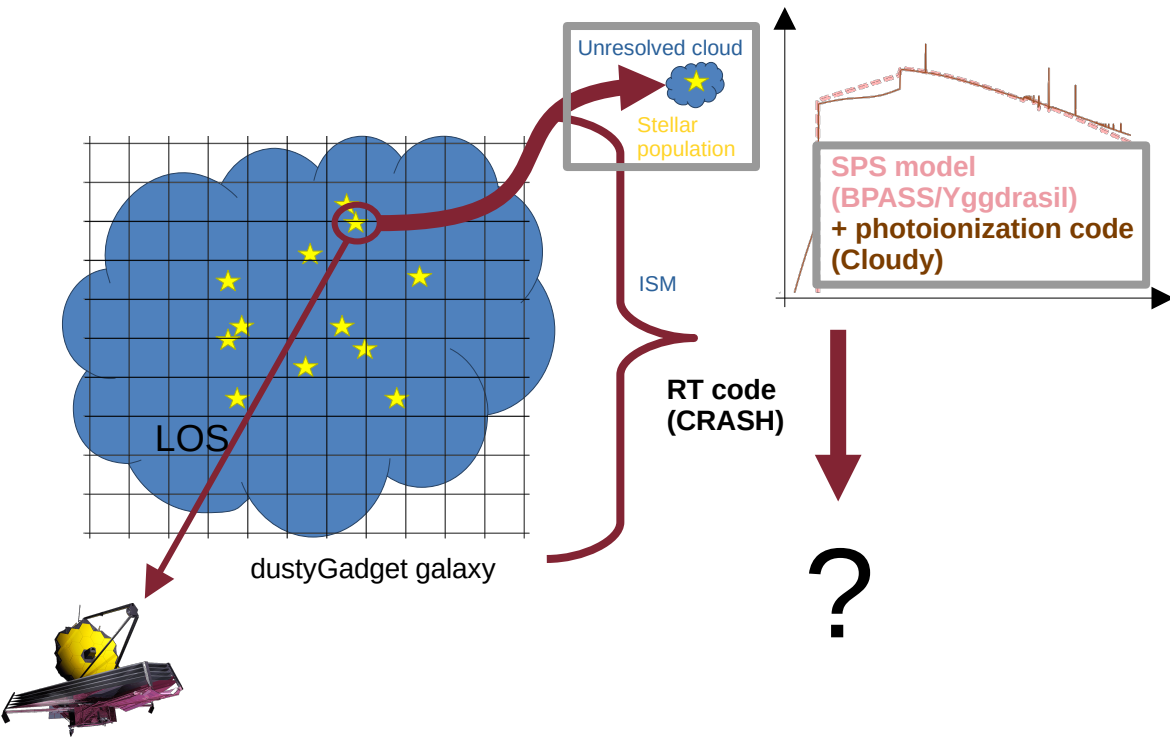 Unresolved cloud
Stellar
population
SPS model
(BPASS/Yggdrasil)
+ photoionization code
(Cloudy)
ISM
RT code
(CRASH)
LOS
dustyGadget galaxy
?